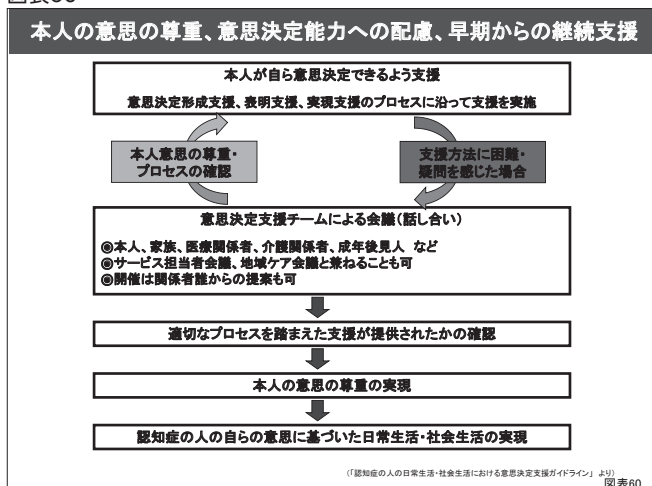 本人の意思の尊重、意思決定能力への配慮、早期からの継続支援
本人が自ら意思決定できるよう支援
意思決定形成支援、表明支援、実現支援のプロセスに沿って支援を実施
本人意思の尊重・
プロセスの確認
支援方法に困難・
疑問を感じた場合
意思決定支援チームによる会議(話し合い)
◉本人、家族、医療関係者、介護関係者、成年後見人 など
◉サービス担当者会議、地域ケア会議と兼ねることも可
◉開催は関係者誰からの提案も可
適切なプロセスを踏まえた支援が提供されたかの確認
本人の意思の尊重の実現
認知症の人の自らの意思に基づいた日常生活・社会生活の実現
(「認知症の人の日常生活・社会生活における意思決定支援ガイドライン」 より)
図表60